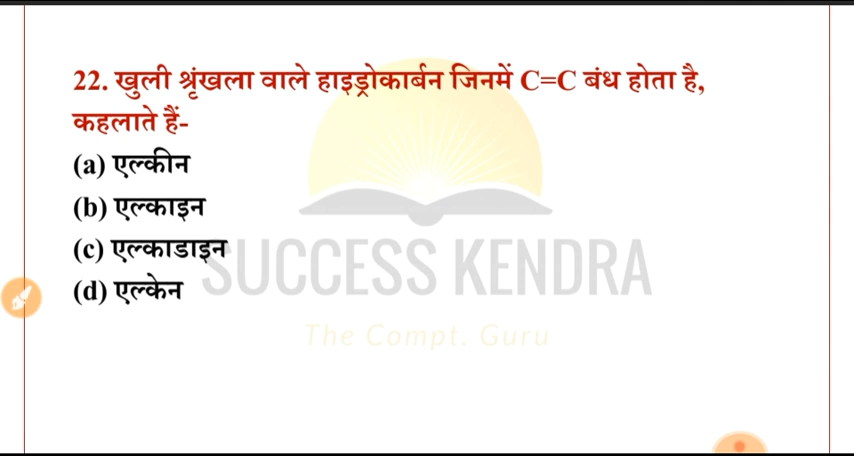 22. खुली श्रृंखला वाले हाइड्रोकार्बन जिनमें C=C बंध होता है,
कहलाते हैं-
(a) एल्कीन
(b) एल्काइन
(c) एल्काडाइन
(d) एल्केन
SUCCESS KENDRA
The Compt. Guru